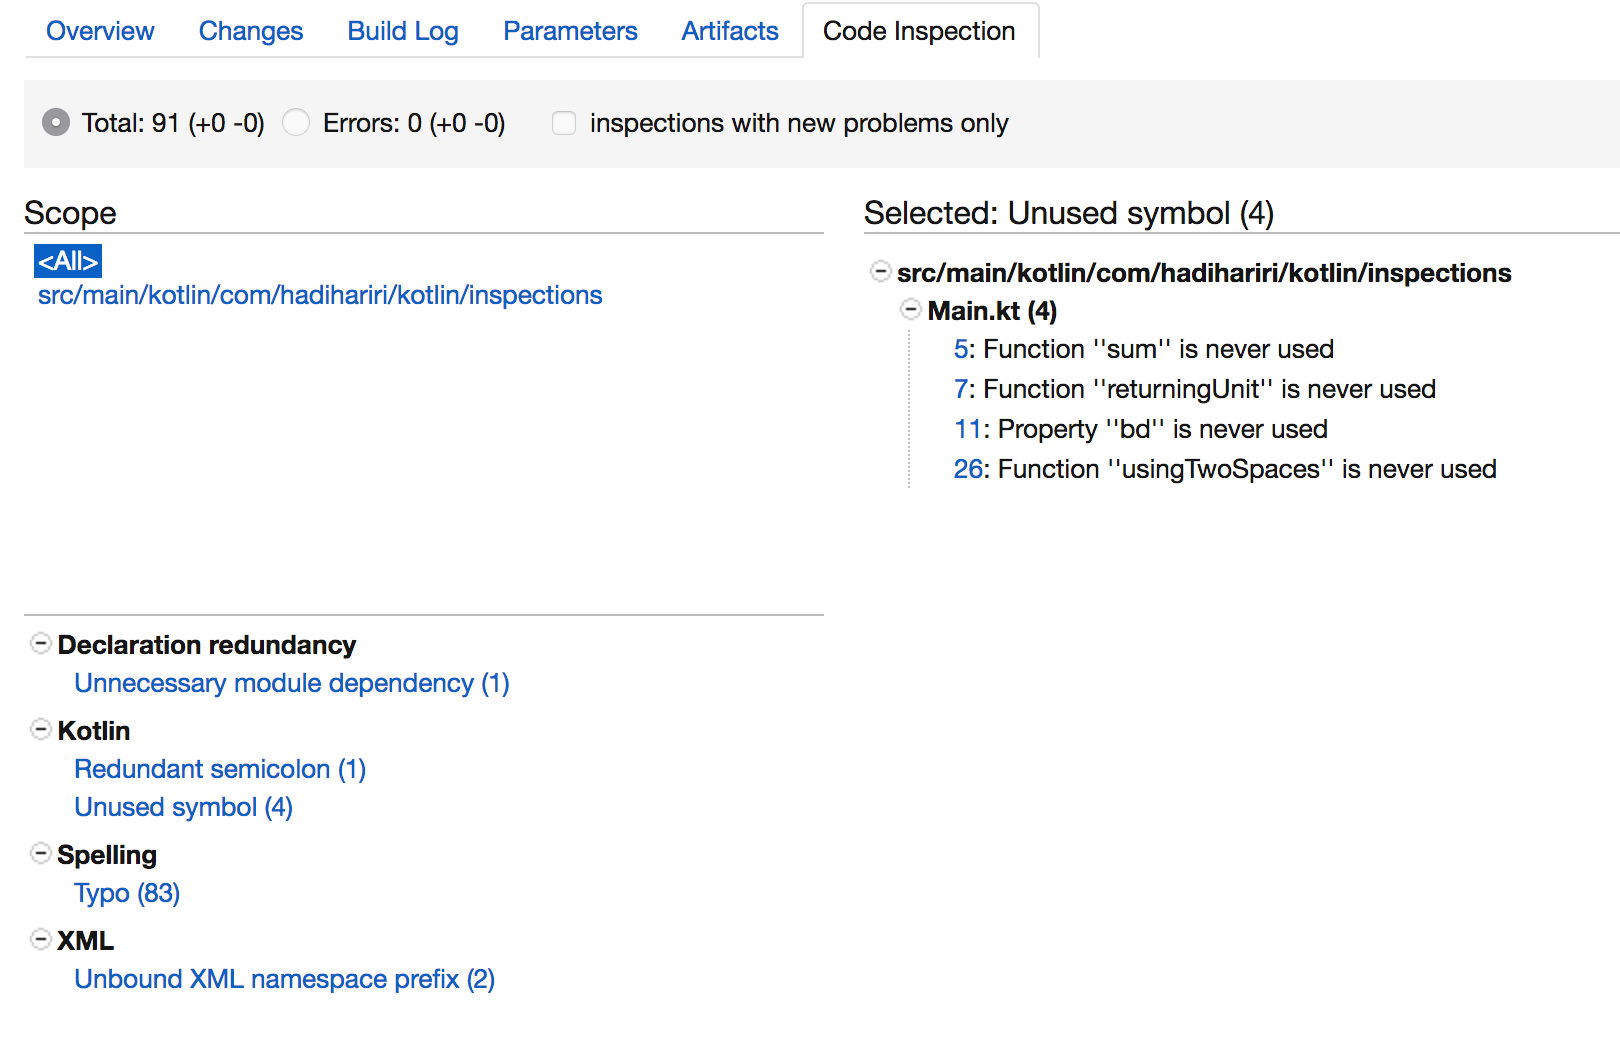 Overview Changes Build Log Parameters Artifacts Code Inspection
Total: 91 (+0 -0) Errors: 0 (+0 -0) inspections with new problems only
Scope
<All>
src/main/kotlin/com/hadihariri/kotlin/inspections
Declaration redundancy
Unnecessary module dependency (1)
Kotlin
Redundant semicolon (1)
Unused symbol (4)
Spelling
Typo (83)
XML
Unbound XML namespace prefix (2)
Selected: Unused symbol (4)
src/main/kotlin/com/hadihariri/kotlin/inspections
Main.kt (4)
5: Function ''sum'' is never used
7: Function ''returningUnit'' is never used
11: Property ''bd'' is never used
26: Function ''usingTwoSpaces'' is never used